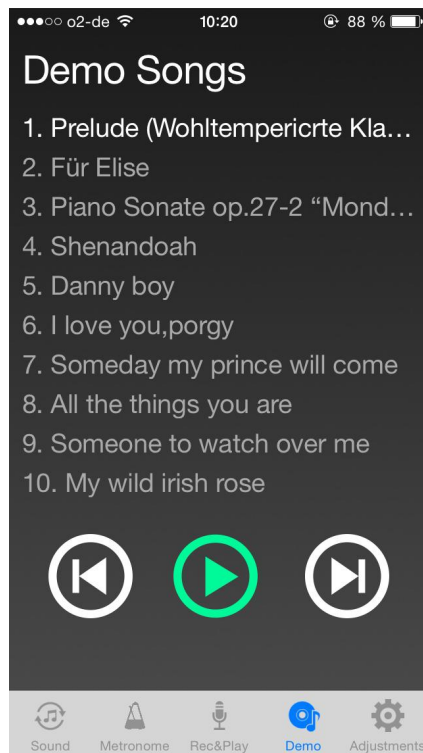 o2-de 10:20 88 %
Demo Songs
1. Prelude (Wohltempericrte Kla...
2. Für Elise
3. Piano Sonate op.27-2 “Mond...
4. Shenandoah
5. Danny boy
6. I love you,porgy
7. Someday my prince will come
8. All the things you are
9. Someone to watch over me
10. My wild irish rose
Sound Metronome Rec&Play Demo Adjustments